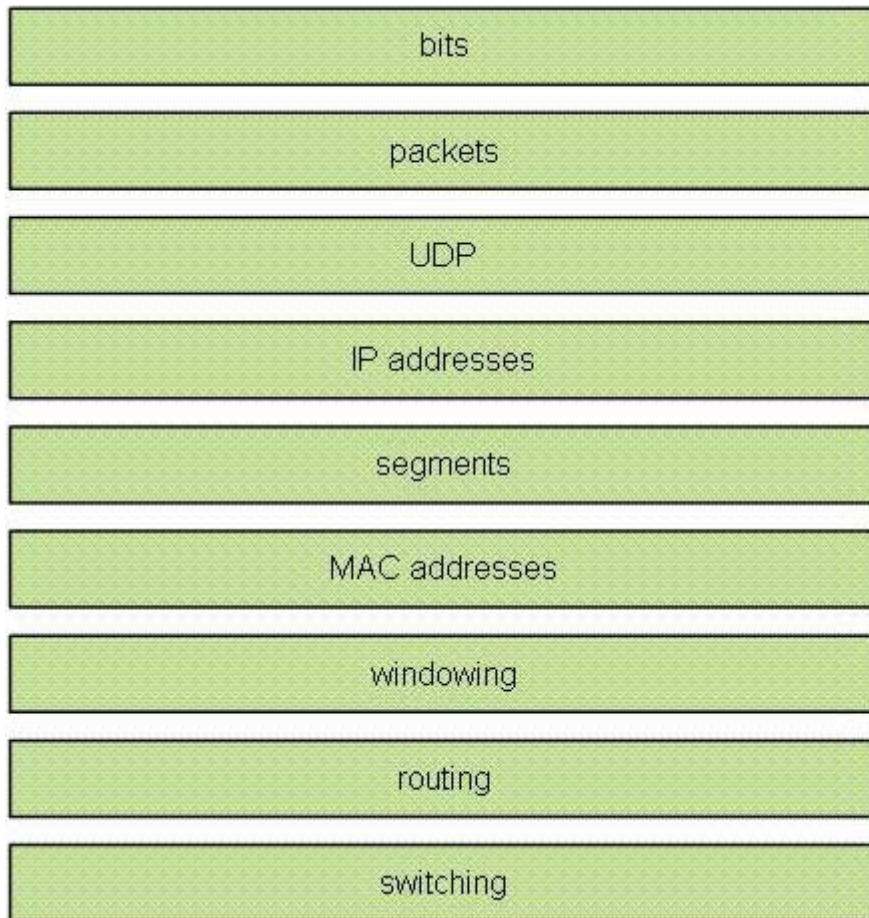 bits
packets
UDP
IP addresses
segments
MAC addresses
windowing
routing
switching